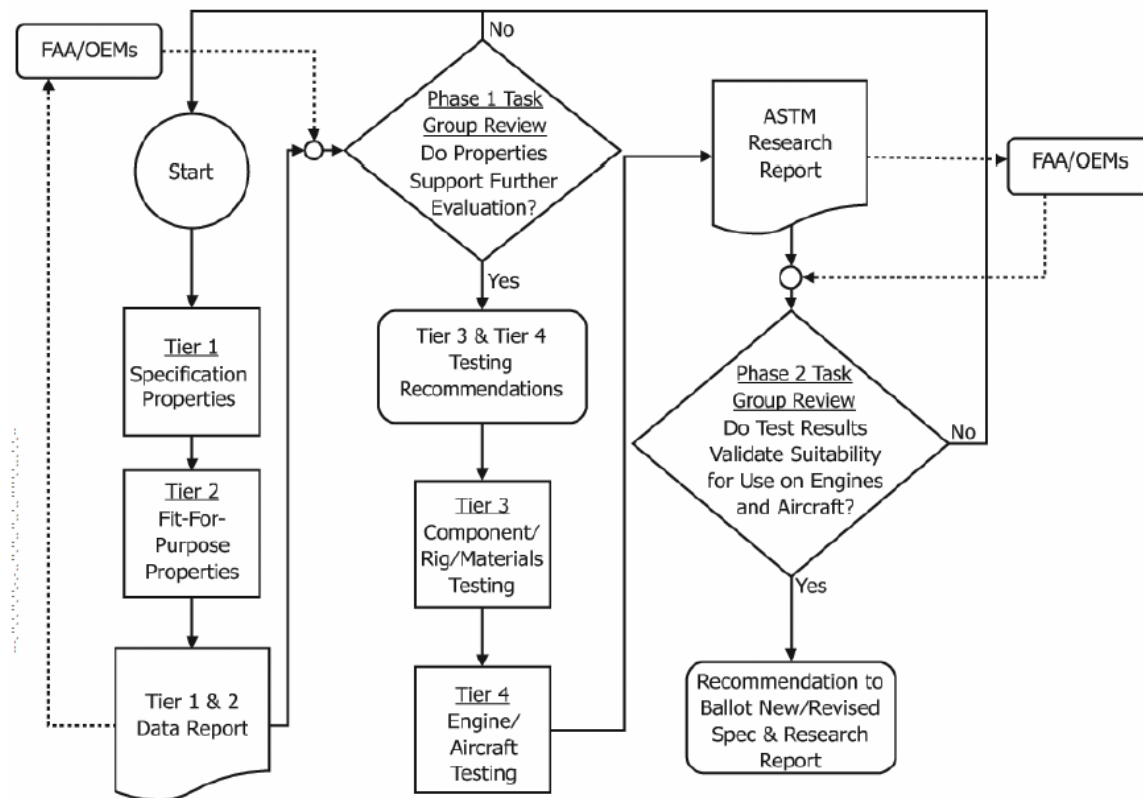 FAA/OEMs
Start
Tier 1
Specification
Properties
Tier 2
Fit-For-
Purpose
Properties
Tier 1 & 2
Data Report
No
Phase 1 Task
Group Review
Do Properties
Support Further
Evaluation?
Yes
Tier 3 & Tier 4
Testing
Recommendations
Tier 3
Component/
Rig/Materials
Testing
Tier 4
Engine/
Aircraft
Testing
ASTM
Research
Report
FAA/OEMs
Phase 2 Task
Group Review
Do Test Results
Validate Suitability
for Use on Engines
and Aircraft?
No
Yes
Recommendation to
Ballot New/Revised
Spec & Research
Report